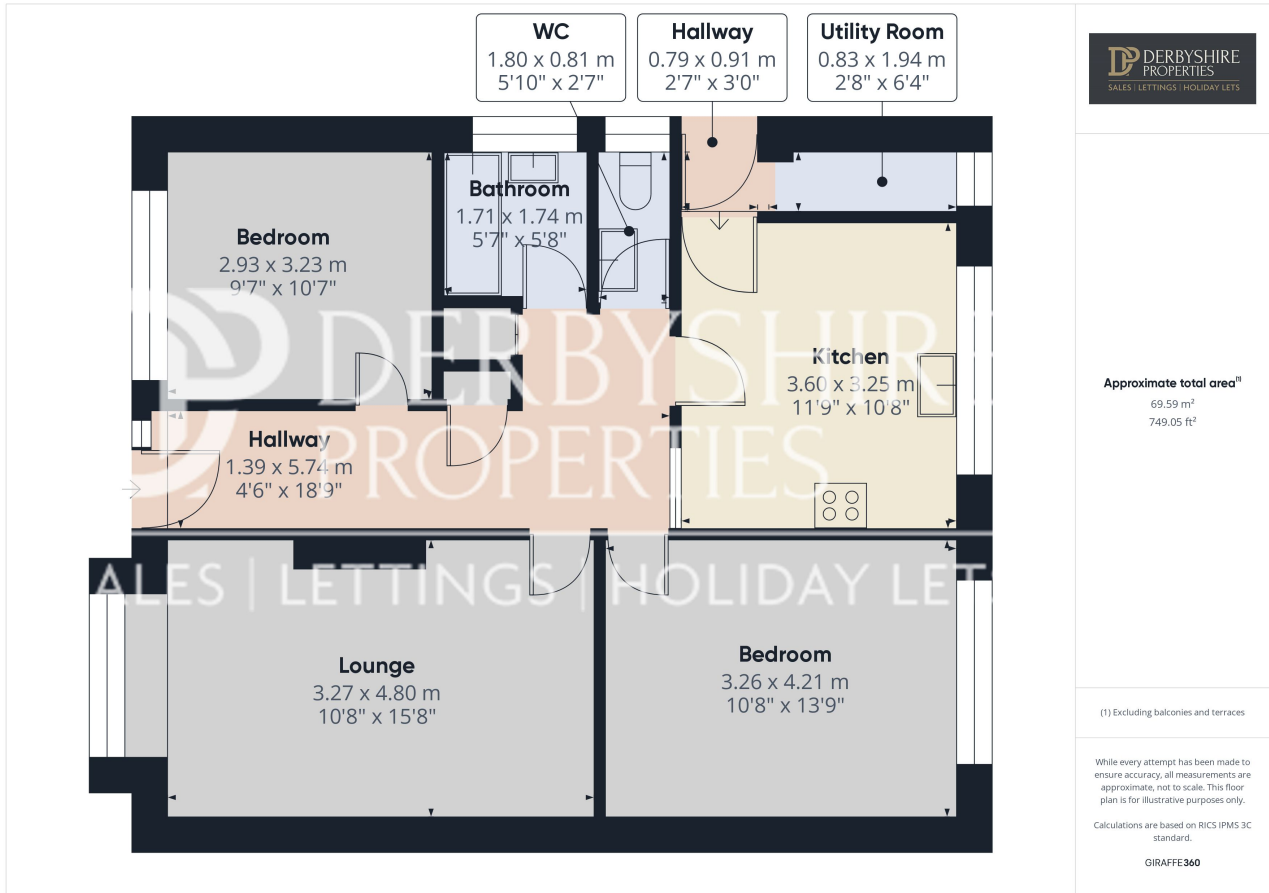 WC
1.80 x 0.81 m
5'10" x 2'7"
Hallway
0.79 x 0.91 m
2'7" x 3'0"
Utility Room
0.83 x 1.94 m
2'8" x 6'4"
Bathroom
1.71 x 1.74 m
5'7" x 5'8"
Bedroom
2.93 x 3.23 m
9'7" x 10'7"
Kitchen
3.60 x 3.25 m
11'9" x 10'8"
Hallway
1.39 x 5.74 m
4'6" x 18'9"
Lounge
3.27 x 4.80 m
10'8" x 15'8"
Bedroom
3.26 x 4.21 m
10'8" x 13'9"
DERBYSHIRE
PROPERTIES
ALES | LETTINGS | HOLIDAY LET
DP DERBYSHIRE
PROPERTIES
SALES | LETTINGS | HOLIDAY LETS
Approximate total area(1)
69.59 m²
749.05 ft²
(1) Excluding balconies and terraces
While every attempt has been made to
ensure accuracy, all measurements are
approximate, not to scale. This floor
plan is for illustrative purposes only.
Calculations are based on RICS IPMS 3C
standard.
GIRAFFE360